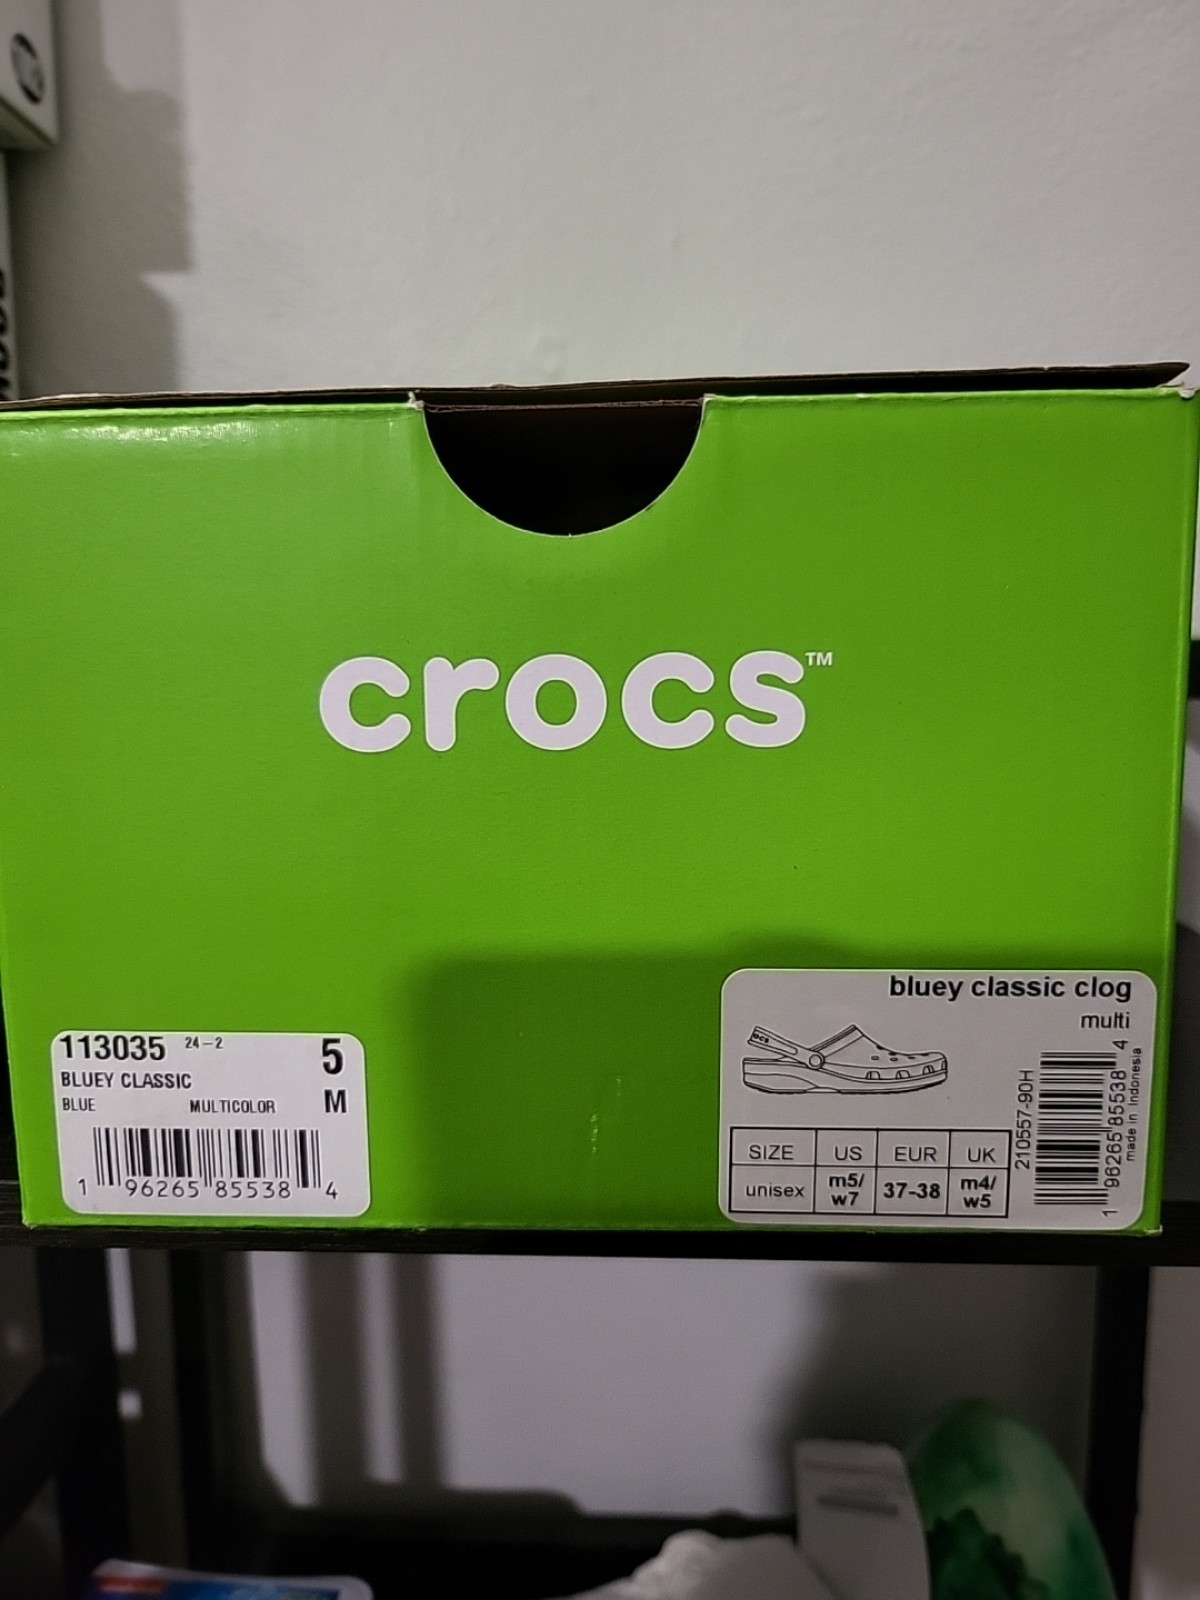 crocs™
113035 24-2 5
BLUEY CLASSIC
BLUE MULTICOLOR M
1 96265 85538 4
bluey classic clog
multi
SIZE US EUR UK
unisex m5/w7 37-38 m4/w5
210557-90H
1 96265 85538 4
made in Indonesia